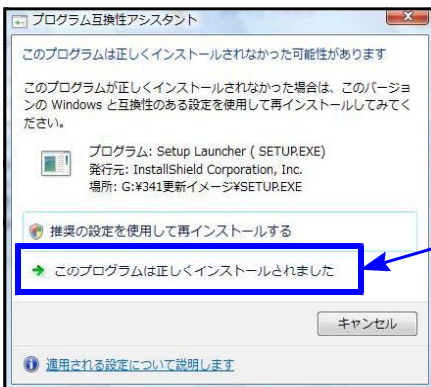 プログラム互換性アシスタント
このプログラムは正しくインストールされなかった可能性があります
このプログラムが正しくインストールされなかった場合は、このバージョ
ンの Windows と互換性のある設定を使用して再インストールしてみてく
ださい。
プログラム: Setup Launcher ( SETUP.EXE)
発行元: InstallShield Corporation, Inc.
場所: G:¥341更新イメージ¥SETUP.EXE
推奨の設定を使用して再インストールする
このプログラムは正しくインストールされました
キャンセル
適用される設定について説明します